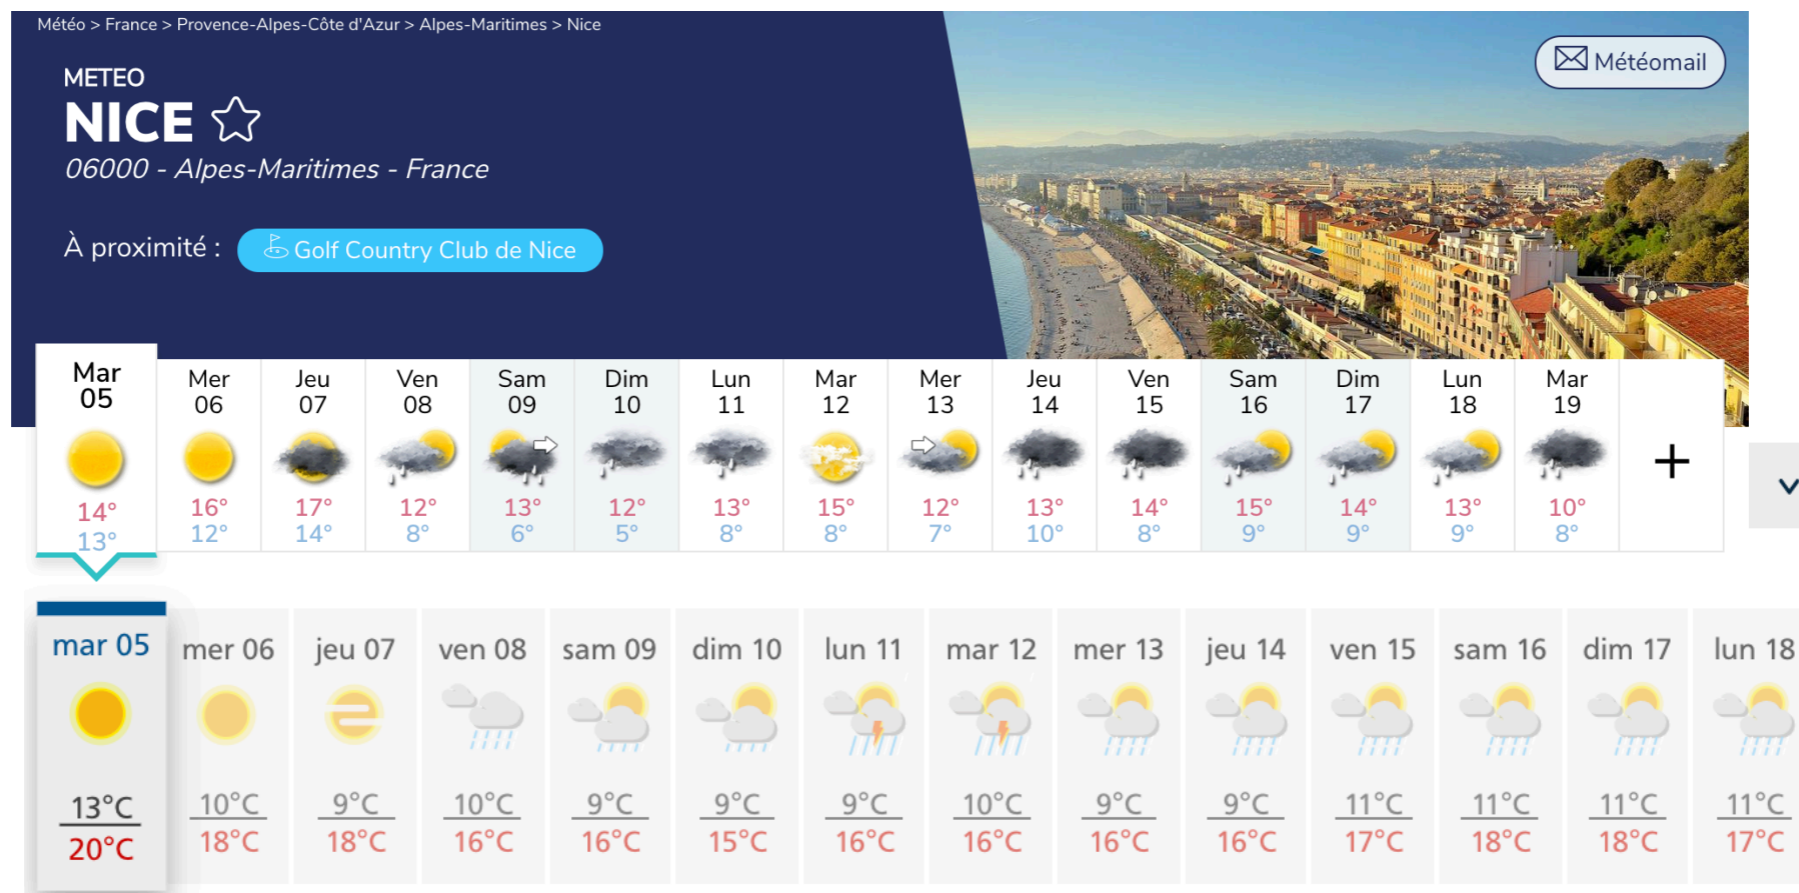 Météo > France > Provence-Alpes-Côte d'Azur > Alpes-Maritimes > Nice
Météomail
METEO
NICE
06000 - Alpes-Maritimes - France
À proximité : Golf Country Club de Nice
Mar Mer Jeu Ven Sam Dim Lun Mar Mer Jeu Ven Sam Dim Lun Mar
05 06 07 08 09 10 11 12 13 14 15 16 17 18 19
+
14° 16° 17° 12° 13° 12° 13° 15° 12° 13° 14° 15° 14° 13° 10°
13° 12° 14° 8° 6° 5° 8° 8° 7° 10° 8° 9° 9° 9° 8°
mar 05 mer 06 jeu 07 ven 08 sam 09 dim 10 lun 11 mar 12 mer 13 jeu 14 ven 15 sam 16 dim 17 lun 18
13°C 10°C 9°C 10°C 9°C 9°C 9°C 10°C 9°C 9°C 11°C 11°C 11°C 11°C
20°C 18°C 18°C 16°C 16°C 15°C 16°C 16°C 16°C 16°C 17°C 18°C 18°C 17°C